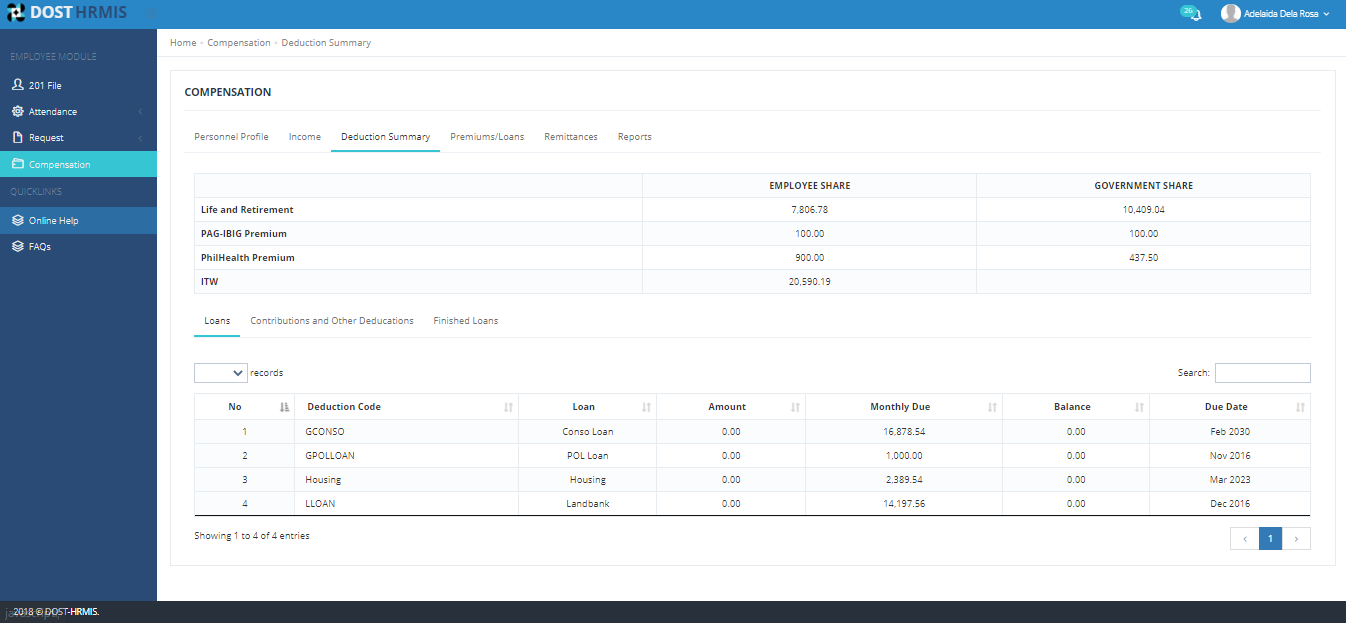 DOST HRMIS
26
Adelaida Dela Rosa
Home Compensation Deduction Summary
EMPLOYEE MODULE
201 File
Attendance
Request
Compensation
QUICKLINKS
Online Help
FAQs
COMPENSATION
Personnel Profile Income Deduction Summary Premiums/Loans Remittances Reports
EMPLOYEE SHARE GOVERNMENT SHARE
Life and Retirement 7,806.78 10,409.04
PAG-IBIG Premium 100.00 100.00
PhilHealth Premium 900.00 437.50
ITW 20,590.19
Loans Contributions and Other Deducations Finished Loans
records Search:
No Deduction Code Loan Amount Monthly Due Balance Due Date
1 GCONSO Conso Loan 0.00 16,878.54 0.00 Feb 2030
2 GPOLLOAN POL Loan 0.00 1,000.00 0.00 Nov 2016
3 Housing Housing 0.00 2,389.54 0.00 Mar 2023
4 LLOAN Landbank 0.00 14,197.56 0.00 Dec 2016
Showing 1 to 4 of 4 entries
‹ 1 ›
2018 © DOST-HRMIS.